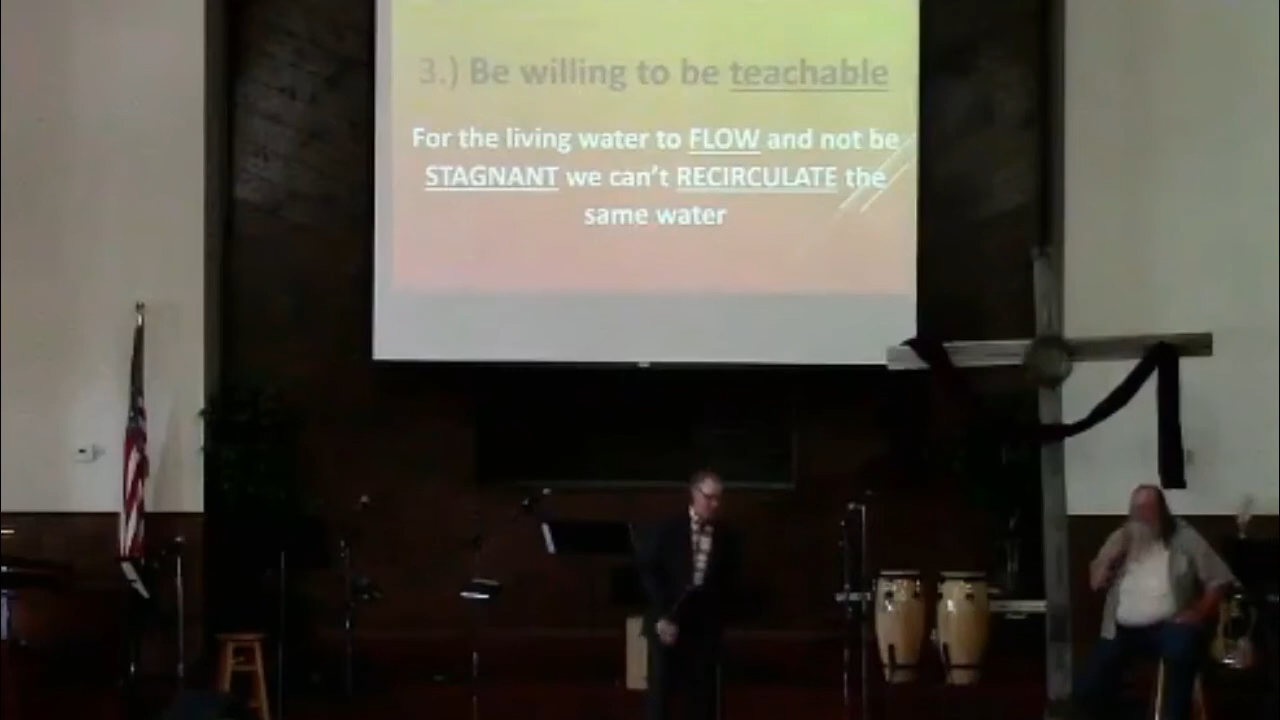 3.) Be willing to be teachable
For the living water to FLOW and not be
STAGNANT we can't RECIRCULATE the
same water